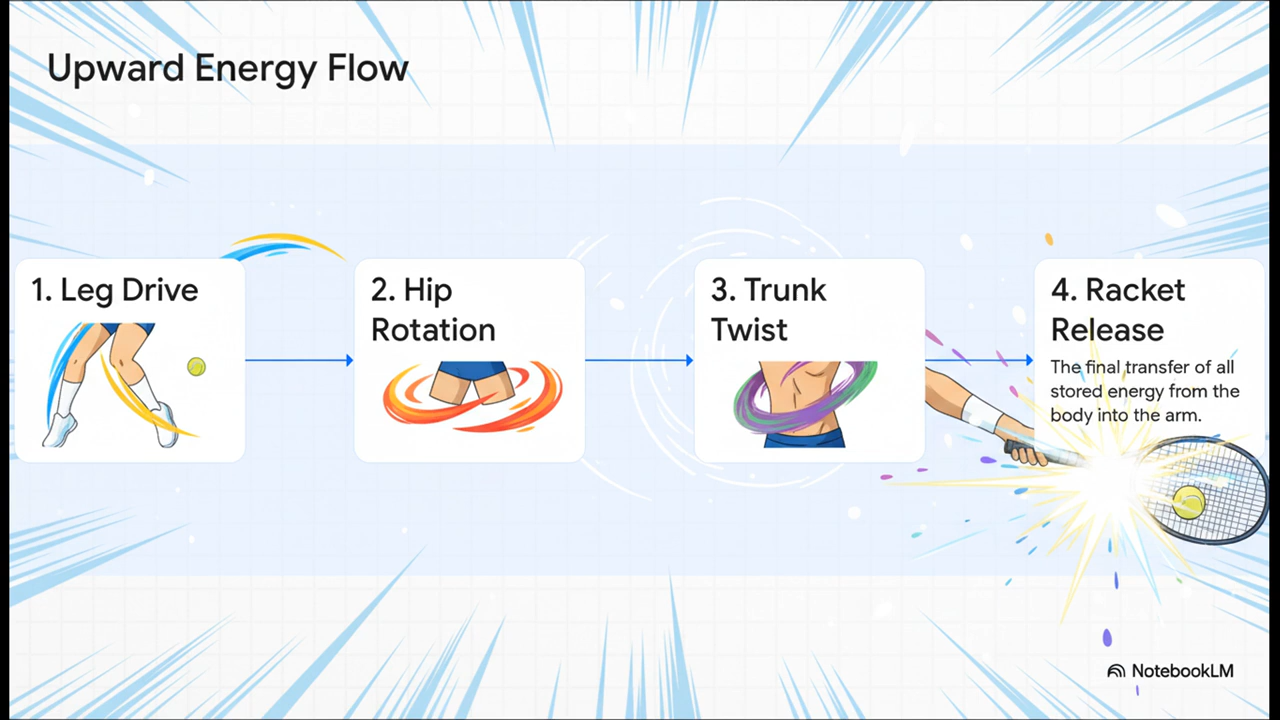 Upward Energy Flow
1. Leg Drive
2. Hip
Rotation
3. Trunk
Twist
4. Racket
Release
The final transfer of all
stored energy from the
body into the arm.
NotebookLM